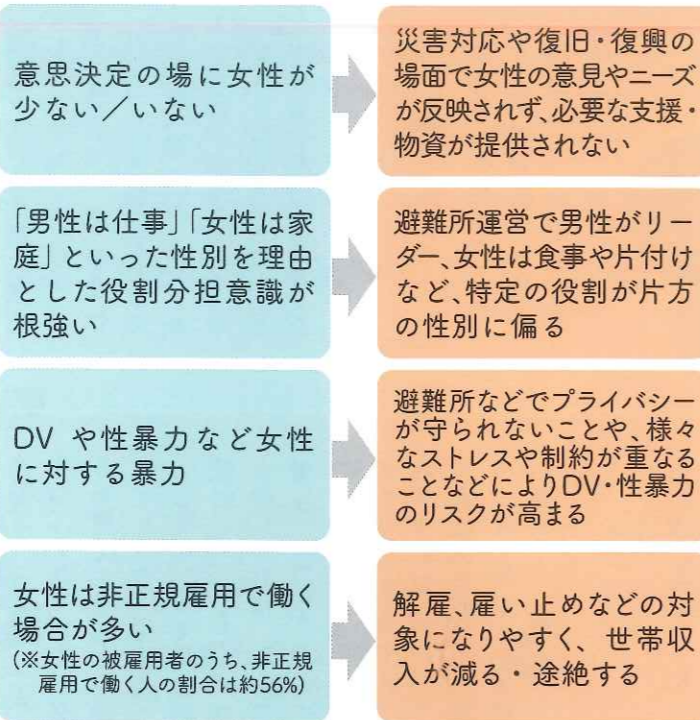 意思決定の場に女性が
少ない／いない
災害対応や復旧・復興の
場面で女性の意見やニーズ
が反映されず、必要な支援・
物資が提供されない
「男性は仕事」「女性は家
庭」といった性別を理由
とした役割分担意識が
根強い
避難所運営で男性がリー
ダー、女性は食事や片付け
など、特定の役割が片方
の性別に偏る
DV や性暴力など女性
に対する暴力
避難所などでプライバシー
が守られないことや、様々
なストレスや制約が重なる
ことなどによりDV・性暴力
のリスクが高まる
女性は非正規雇用で働く
場合が多い
(※女性の被雇用者のうち、非正規
雇用で働く人の割合は約56%)
解雇、雇い止めなどの対
象になりやすく、世帯収
入が減る・途絶する